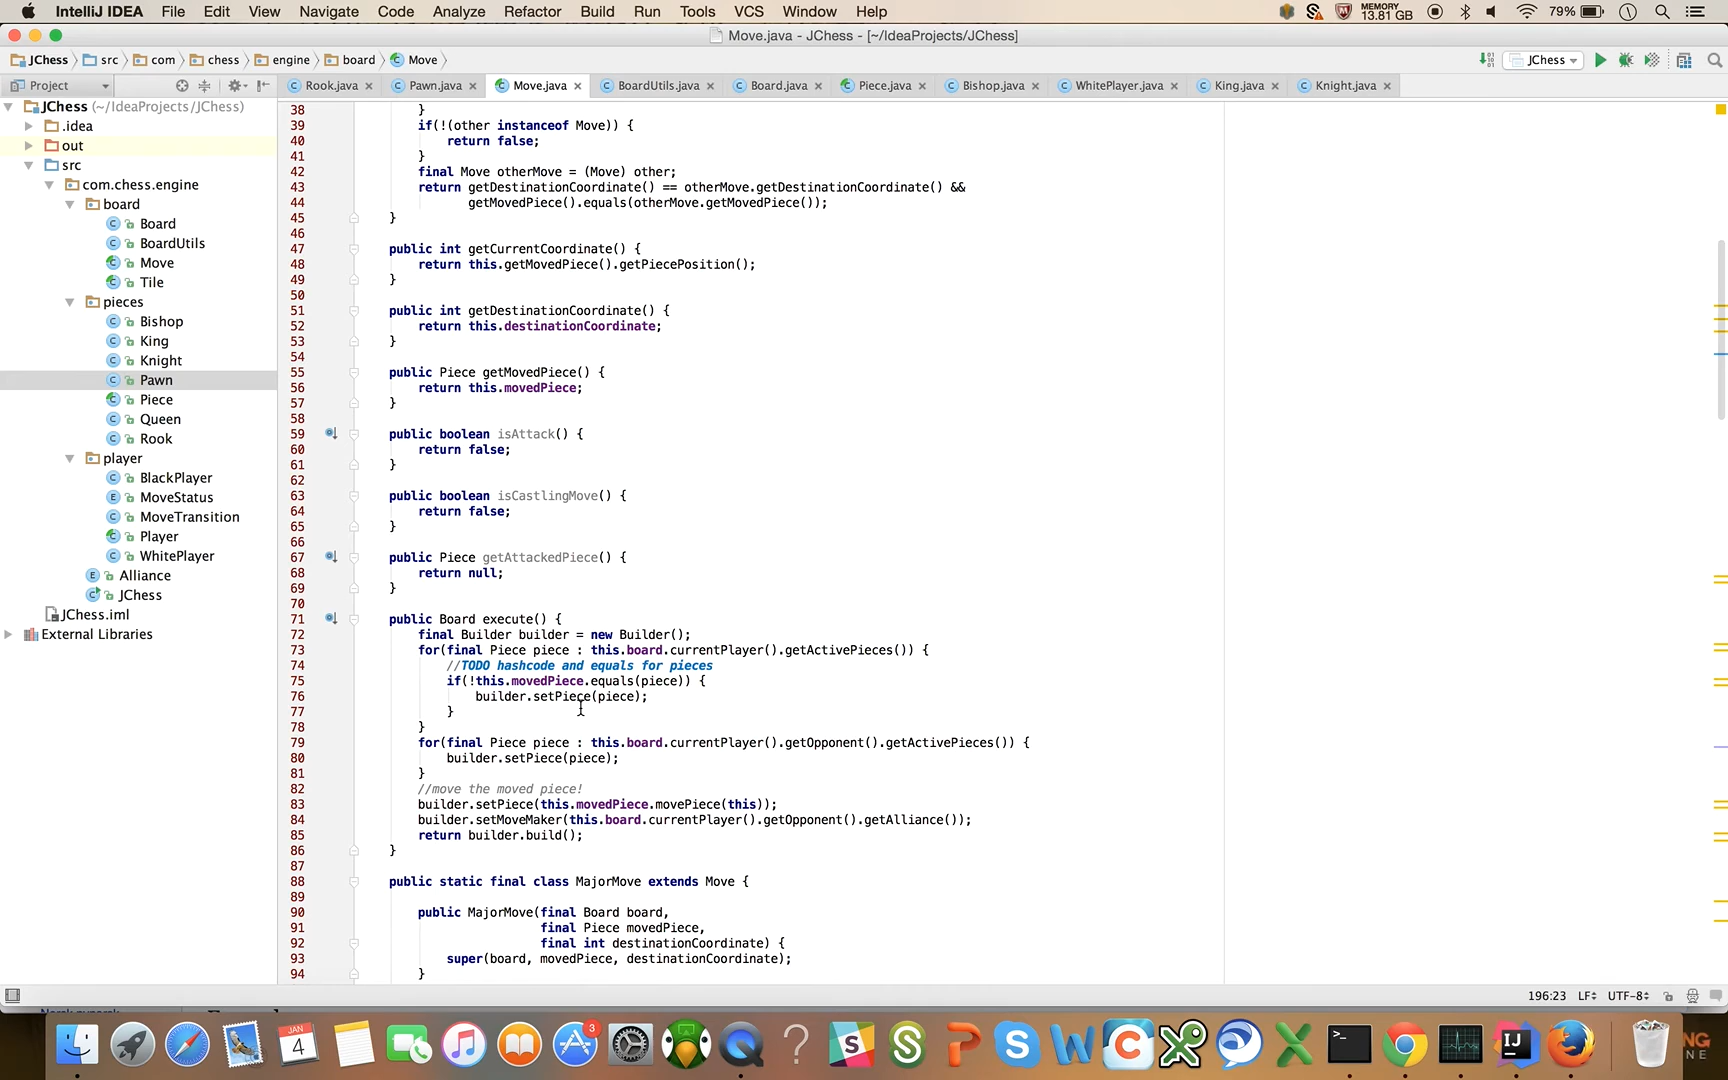 IntelliJ IDEA File Edit View Navigate Code Analyze Refactor Build Run Tools VCS Window Help MEMORY 13.81 GB 79%
Move.java - JChess - [~/IdeaProjects/JChess]
JChess src com chess engine board Move JChess
Project Rook.java Pawn.java Move.java BoardUtils.java Board.java Piece.java Bishop.java WhitePlayer.java King.java Knight.java
JChess (~/IdeaProjects/JChess)
.idea
out
src
com.chess.engine
board
Board
BoardUtils
Move
Tile
pieces
Bishop
King
Knight
Pawn
Piece
Queen
Rook
player
BlackPlayer
MoveStatus
MoveTransition
Player
WhitePlayer
Alliance
JChess
JChess.iml
External Libraries
38 }
39 if(!(other instanceof Move)) {
40 return false;
41 }
42 final Move otherMove = (Move) other;
43 return getDestinationCoordinate() == otherMove.getDestinationCoordinate() &&
44 getMovedPiece().equals(otherMove.getMovedPiece());
45 }
46
47 public int getCurrentCoordinate() {
48 return this.getMovedPiece().getPiecePosition();
49 }
50
51 public int getDestinationCoordinate() {
52 return this.destinationCoordinate;
53 }
54
55 public Piece getMovedPiece() {
56 return this.movedPiece;
57 }
58
59 public boolean isAttack() {
60 return false;
61 }
62
63 public boolean isCastlingMove() {
64 return false;
65 }
66
67 public Piece getAttackedPiece() {
68 return null;
69 }
70
71 public Board execute() {
72 final Builder builder = new Builder();
73 for(final Piece piece : this.board.currentPlayer().getActivePieces()) {
74 //TODO hashcode and equals for pieces
75 if(!this.movedPiece.equals(piece)) {
76 builder.setPiece(piece);
77 }
78 }
79 for(final Piece piece : this.board.currentPlayer().getOpponent().getActivePieces()) {
80 builder.setPiece(piece);
81 }
82 //move the moved piece!
83 builder.setPiece(this.movedPiece.movePiece(this));
84 builder.setMoveMaker(this.board.currentPlayer().getOpponent().getAlliance());
85 return builder.build();
86 }
87
88 public static final class MajorMove extends Move {
89
90 public MajorMove(final Board board,
91 final Piece movedPiece,
92 final int destinationCoordinate) {
93 super(board, movedPiece, destinationCoordinate);
94 }
196:23 LF UTF-8
JAN 4
3